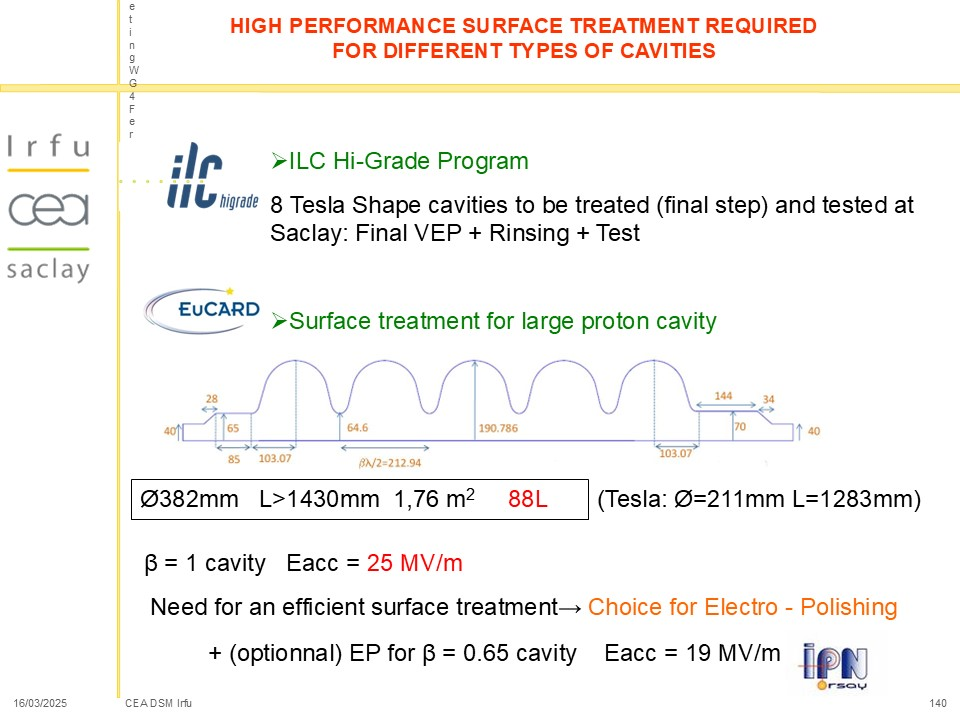 e
t
i
n
g
W
G
4
F
e
r
HIGH PERFORMANCE SURFACE TREATMENT REQUIRED
FOR DIFFERENT TYPES OF CAVITIES
Irfu
cea
saclay
ilc higrade
➢ILC Hi-Grade Program
8 Tesla Shape cavities to be treated (final step) and tested at
Saclay: Final VEP + Rinsing + Test
EuCARD
➢Surface treatment for large proton cavity
28
144
34
40
65
64.6
190.786
70
40
85
103.07
βλ/2=212.94
103.07
Ø382mm L>1430mm 1,76 m² 88L (Tesla: Ø=211mm L=1283mm)
β = 1 cavity Eacc = 25 MV/m
Need for an efficient surface treatment→ Choice for Electro - Polishing
+ (optionnal) EP for β = 0.65 cavity Eacc = 19 MV/m
IPN
Orsay
16/03/2025
CEA DSM Irfu
140